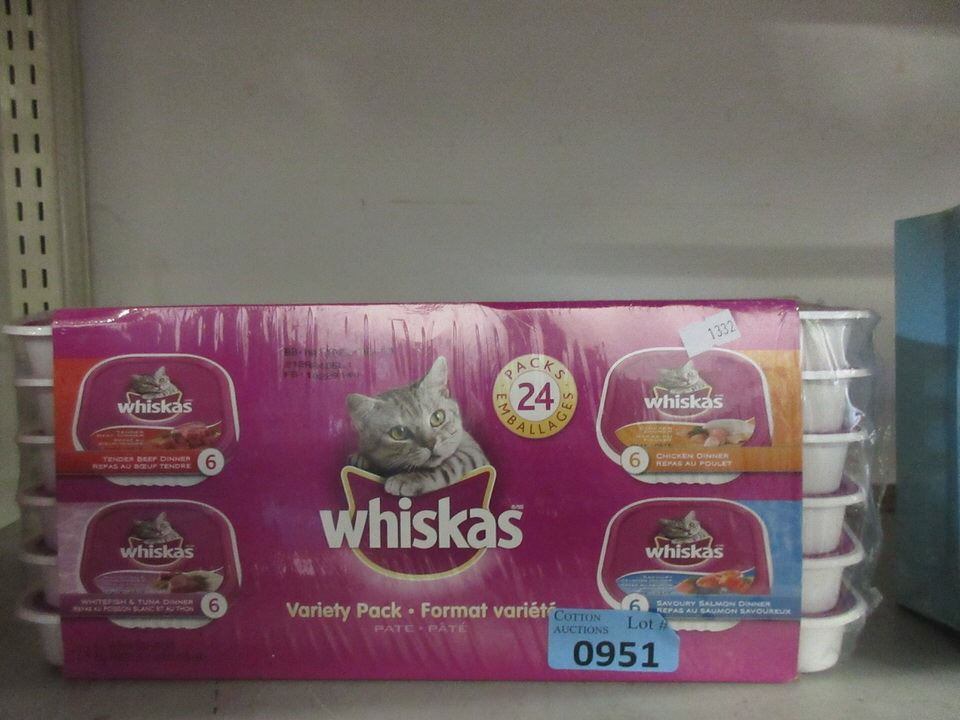 1332
PACKS
24
EMBALLAGES
whiskas
TENDER BEEF DINNER
REPAS AU BŒUF TENDRE
6
whiskas
6
CHICKEN DINNER
REPAS AU POULET
whiskas
whiskas
WHITEFISH & TUNA DINNER
REPAS AU POISSON BLANC ET AU THON
6
whiskas
6
SAVOURY SALMON DINNER
REPAS AU SAUMON SAVOUREUX
Variety Pack • Format variété
PATE • PÂTÉ
COTTON
AUCTIONS
Lot #
0951